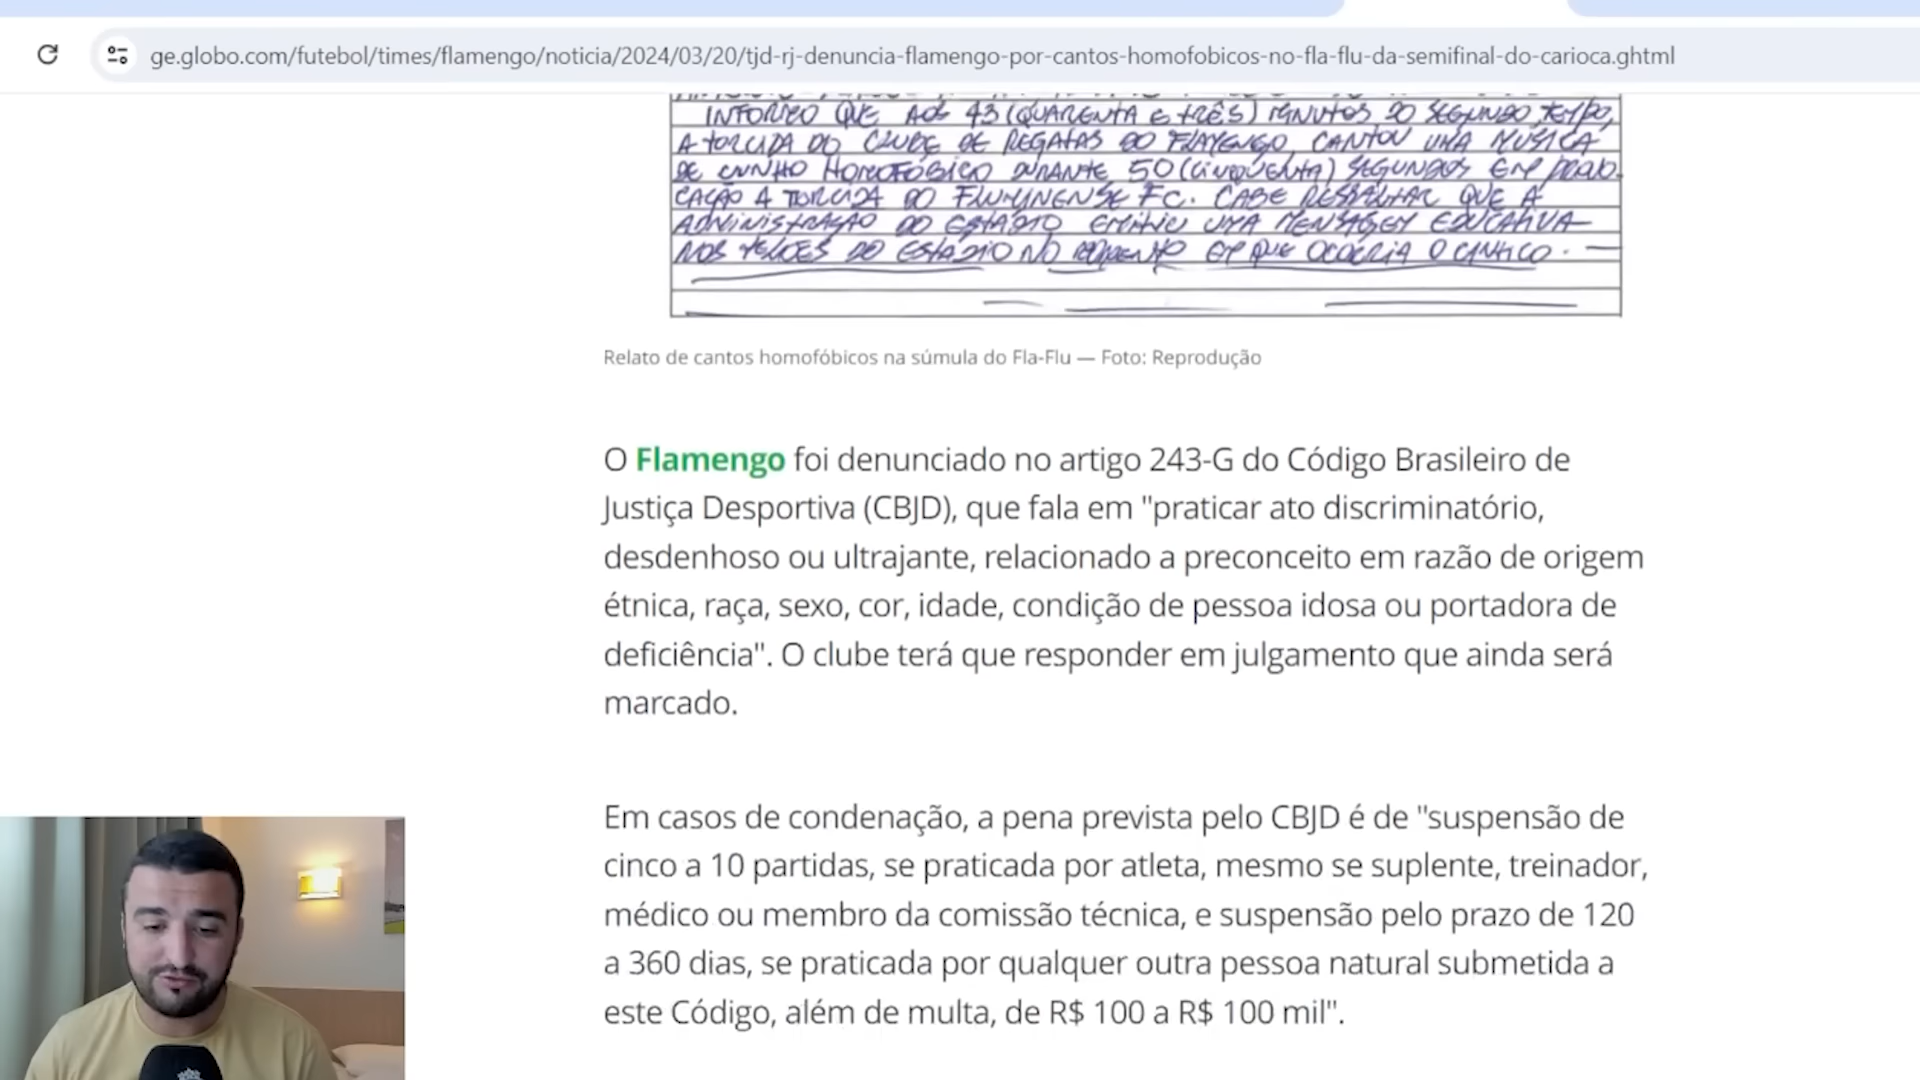 ge.globo.com/futebol/times/flamengo/noticia/2024/03/20/tjd-rj-denuncia-flamengo-por-cantos-homofobicos-no-fla-flu-da-semifinal-do-carioca.ghtml
INFORMO QUE AOS 43 (QUARENTA E TRÊS) MINUTOS DO SEGUNDO TEMPO,
A TORCIDA DO CLUBE DE REGATAS DO FLAMENGO, CANTOU UMA MÚSICA
DE CUNHO HOMOFÓBICO DURANTE 50 (CINQUENTA) SEGUNDOS EM PROVO-
CAÇÃO A TORCIDA DO FLUMINENSE FC. CABE RESSALTAR QUE A
ADMINISTRAÇÃO DO ESTÁDIO EMITIU UMA MENSAGEM EDUCATIVA
NOS TELÕES DO ESTÁDIO NO MOMENTO EM QUE OCORRIA O CÂNTICO.
Relato de cantos homofóbicos na súmula do Fla-Flu — Foto: Reprodução
O Flamengo foi denunciado no artigo 243-G do Código Brasileiro de
Justiça Desportiva (CBJD), que fala em "praticar ato discriminatório,
desdenhoso ou ultrajante, relacionado a preconceito em razão de origem
étnica, raça, sexo, cor, idade, condição de pessoa idosa ou portadora de
deficiência". O clube terá que responder em julgamento que ainda será
marcado.
Em casos de condenação, a pena prevista pelo CBJD é de "suspensão de
cinco a 10 partidas, se praticada por atleta, mesmo se suplente, treinador,
médico ou membro da comissão técnica, e suspensão pelo prazo de 120
a 360 dias, se praticada por qualquer outra pessoa natural submetida a
este Código, além de multa, de R$ 100 a R$ 100 mil".